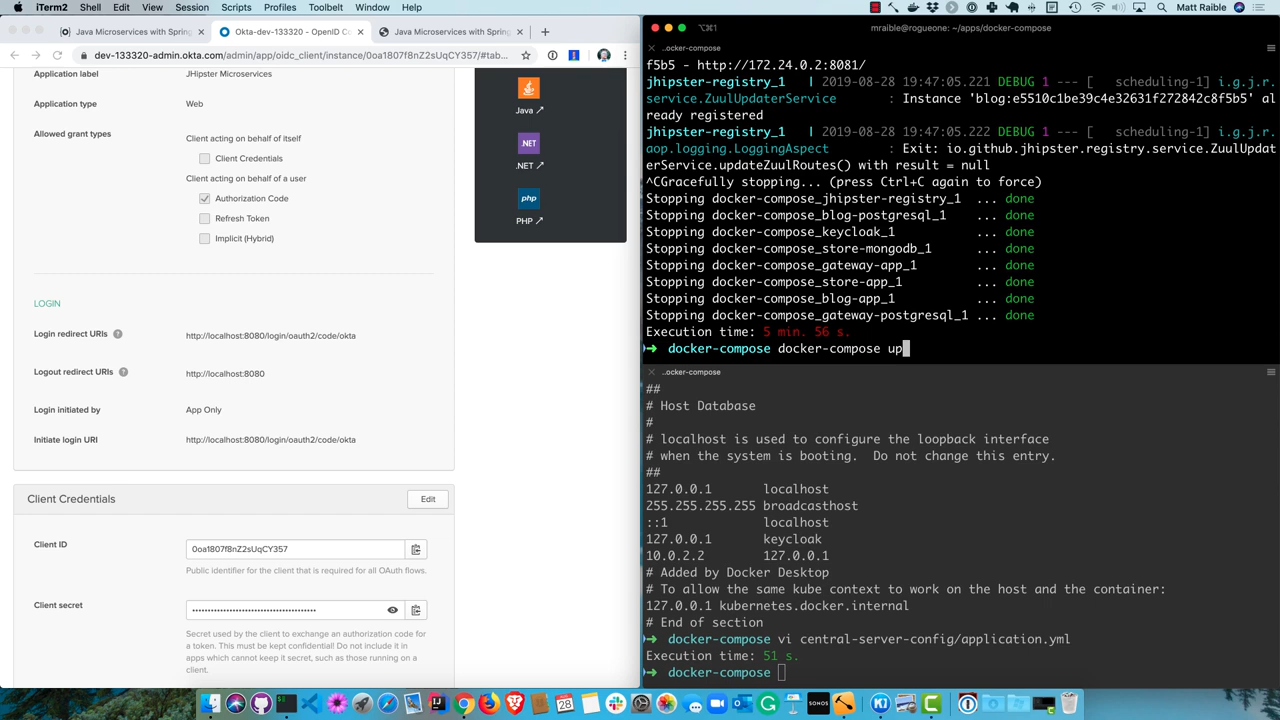 iTerm2 Shell Edit View Session Scripts Profiles Toolbelt Window Help
Matt Raible
Java Microservices with Spring
Okta-dev-133320 - OpenID Co
Java Microservices with Spring
dev-133320-admin.okta.com/admin/app/oidc_client/instance/0oa1807f8nZ2sUqCY357/#tab...
Application label JHipster Microservices
Application type Web
Allowed grant types
Client acting on behalf of itself
Client Credentials
Client acting on behalf of a user
Authorization Code
Refresh Token
Implicit (Hybrid)
LOGIN
Login redirect URIs ? http://localhost:8080/login/oauth2/code/okta
Logout redirect URIs ? http://localhost:8080
Login initiated by App Only
Initiate login URI http://localhost:8080/login/oauth2/code/okta
Client Credentials Edit
Client ID 0oa1807f8nZ2sUqCY357
Public identifier for the client that is required for all OAuth flows.
Client secret ••••••••••••••••••••••••••••••••••••••••
Secret used by the client to exchange an authorization code for
a token. This must be kept confidential! Do not include it in
apps which cannot keep it secret, such as those running on a
client.
Java ↗
.NET
.NET ↗
php
PHP ↗
⌥⌘1 mraible@rogueone: ~/apps/docker-compose
..ocker-compose
f5b5 - http://172.24.0.2:8081/
jhipster-registry_1 | 2019-08-28 19:47:05.221 DEBUG 1 --- [ scheduling-1] i.g.j.r.
service.ZuulUpdaterService : Instance 'blog:e5510c1be39c4e32631f272842c8f5b5' al
ready registered
jhipster-registry_1 | 2019-08-28 19:47:05.222 DEBUG 1 --- [ scheduling-1] i.g.j.r.
aop.logging.LoggingAspect : Exit: io.github.jhipster.registry.service.ZuulUpdat
erService.updateZuulRoutes() with result = null
^CGracefully stopping... (press Ctrl+C again to force)
Stopping docker-compose_jhipster-registry_1 ... done
Stopping docker-compose_blog-postgresql_1 ... done
Stopping docker-compose_keycloak_1 ... done
Stopping docker-compose_store-mongodb_1 ... done
Stopping docker-compose_gateway-app_1 ... done
Stopping docker-compose_store-app_1 ... done
Stopping docker-compose_blog-app_1 ... done
Stopping docker-compose_gateway-postgresql_1 ... done
Execution time: 5 min. 56 s.
➜ docker-compose docker-compose up
..ocker-compose
##
# Host Database
#
# localhost is used to configure the loopback interface
# when the system is booting. Do not change this entry.
##
127.0.0.1 localhost
255.255.255.255 broadcasthost
::1 localhost
127.0.0.1 keycloak
10.0.2.2 127.0.0.1
# Added by Docker Desktop
# To allow the same kube context to work on the host and the container:
127.0.0.1 kubernetes.docker.internal
# End of section
➜ docker-compose vi central-server-config/application.yml
Execution time: 51 s.
➜ docker-compose
28
SONOS